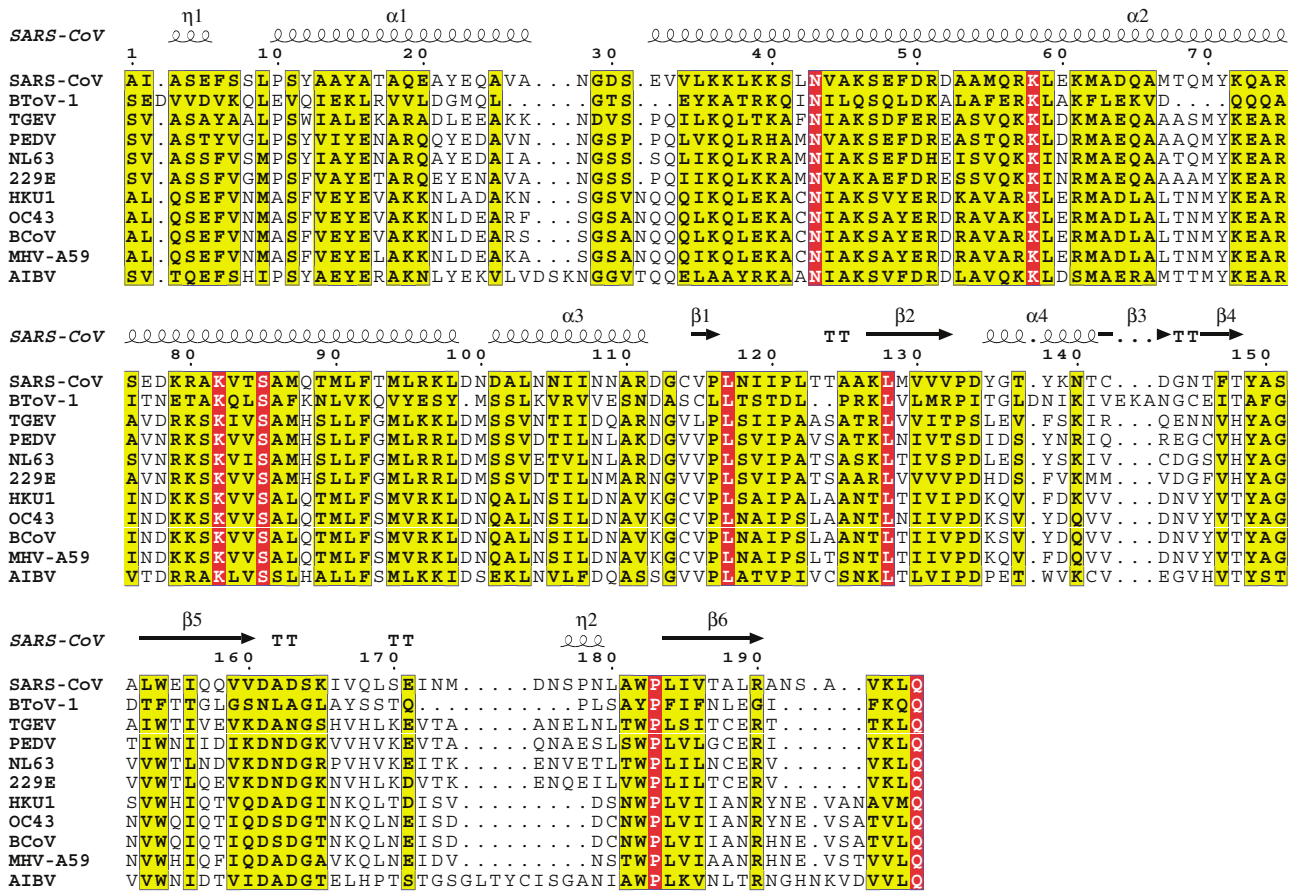 η1 α1 α2
SARS-CoV
1 10 20 30 40 50 60 70
SARS-CoV AI.ASEFSSLPSYAAYATAQEAYEQAVA...NGDS.EVVLKKLKKSLNVAKSEFDRDAAMQRKLEKMADQAMTQMYKQAR
BToV-1 SEDVVDVKQLEVQIEKLRVVLDGMQL......GTS...EYKATRKQINILQSQLDKALAFERKLAKFLEKVD....QQQA
TGEV SV.ASAYAALPSWIALEKARADLEEAKK...NDVS.PQILKQLTKAFNIAKSDFEREASVQKKLDKMAEQAAASMYKEAR
PEDV SV.ASTYVGLPSYVIYENARQQYEDAVN...NGSP.PQLVKQLRHAMNIAKSEFDREASTQRKLDRMAEQAAAQMYKEAR
NL63 SV.ASSFVSMPSYIAYENARQAYEDAIA...NGSS.SQLIKQLKRAMNIAKSEFDHEISVQKKINRMAEQAATQMYKEAR
229E SV.ASSFVGMPSFVAYETARQEYENAVA...NGSS.PQIIKQLKKAMNVAKAEFDRESSVQKKINRMAEQAAAAMYKEAR
HKU1 AL.QSEFVNMASFVEYEVAKKNLADAKN...SGSVNQQQIKQLEKACNIAKSVYERDKAVARKLERMADLALTNMYKEAR
OC43 AL.QSEFVNMASFVEYEVAKKNLDEARF...SGSANQQQLKQLEKACNIAKSAYERDRAVARKLERMADLALTNMYKEAR
BCoV AL.QSEFVNMASFVEYEVAKKNLDEARS...SGSANQQQLKQLEKACNIAKSAYERDRAVARKLERMADLALTNMYKEAR
MHV-A59 AL.QSEFVNMASFVEYELAKKNLDEAKA...SGSANQQQIKQLEKACNIAKSAYERDRAVARKLERMADLALTNMYKEAR
AIBV SV.TQEFSHIPSYAEYERAKNLYEKVLVDSKNGGVTQQELAAYRKAANIAKSVFDRDLAVQKKLDSMAERAMTTMYKEAR
α3 β1 β2 α4 β3 β4
SARS-CoV TT ... TT
80 90 100 110 120 130 140 150
SARS-CoV SEDKRAKVTSAMQTMLFTMLRKLDNDALNNIINNARDGCVPLNIIPLTTAAKLMVVVPDYGT.YKNTC...DGNTFTYAS
BToV-1 ITNETAKQLSAFKNLVKQVYESY.MSSLKVRVVESNDASCLLTSTDL..PRKLVLMRPITGLDNIKIVEKANGCEITAFG
TGEV AVDRKSKIVSAMHSLLFGMLKKLDMSSVNTIIDQARNGVLPLSIIPAASATRLVVITPSLEV.FSKIR...QENNVHYAG
PEDV AVNRKSKVVSAMHSLLFGMLRRLDMSSVDTILNLAKDGVVPLSVIPAVSATKLNIVTSDIDS.YNRIQ...REGCVHYAG
NL63 SVNRKSKVISAMHSLLFGMLRRLDMSSVETVLNLARDGVVPLSVIPATSASKLTIVSPDLES.YSKIV...CDGSVHYAG
229E AVNRKSKVVSAMHSLLFGMLRRLDMSSVDTILNMARNGVVPLSVIPATSAARLVVVVPDHDS.FVKMM...VDGFVHYAG
HKU1 INDKKSKVVSALQTMLFSMVRKLDNQALNSILDNAVKGCVPLSAIPALAANTLTIIVPDKQV.FDKVV...DNVYVTYAG
OC43 INDKKSKVVSALQTMLFSMVRKLDNQALNSILDNAVKGCVPLNAIPSLAANTLNIIVPDKSV.YDQVV...DNVYVTYAG
BCoV INDKKSKVVSALQTMLFSMVRKLDNQALNSILDNAVKGCVPLNAIPSLAANTLTIIVPDKSV.YDQVV...DNVYVTYAG
MHV-A59 INDKKSKVVSALQTMLFSMVRKLDNQALNSILDNAVKGCVPLNAIPSLTSNTLTIIVPDKQV.FDQVV...DNVYVTYAG
AIBV VTDRRAKLVSSLHALLFSMLKKIDSEKLNVLFDQASSGVVPLATVPIVCSNKLTLVIPDPET.WVKCV...EGVHVTYST
β5 η2 β6
SARS-CoV TT TT
160 170 180 190
SARS-CoV ALWEIQQVVDADSKIVQLSEINM.....DNSPNLAWPLIVTALRANS.A..VKLQ
BToV-1 DTFTTGLGSNLAGLAYSSTQ...........PLSAYPFIFNLEGI......FKQQ
TGEV AIWTIVEVKDANGSHVHLKEVTA.....ANELNLTWPLSITCERT......TKLQ
PEDV TIWNIIDIKDNDGKVVHVKEVTA.....QNAESLSWPLVLGCERI......VKLQ
NL63 VVWTLNDVKDNDGRPVHVKEITK.....ENVETLTWPLILNCERV......VKLQ
229E VVWTLQEVKDNDGKNVHLKDVTK.....ENQEILVWPLILTCERV......VKLQ
HKU1 SVWHIQTVQDADGINKQLTDISV........DSNWPLVIIANRYNE.VANAVMQ
OC43 NVWQIQTIQDSDGTNKQLNEISD........DCNWPLVIIANRYNE.VSATVLQ
BCoV NVWQIQTIQDSDGTNKQLNEISD........DCNWPLVIIANRHNE.VSATVLQ
MHV-A59 NVWHIQFIQDADGAVKQLNEIDV........NSTWPLVIAANRHNE.VSTVVLQ
AIBV VVWNIDTVIDADGTELHPTSTGSGLTYCISGANIAWPLKVNLTRNGHNKVDVVLQ